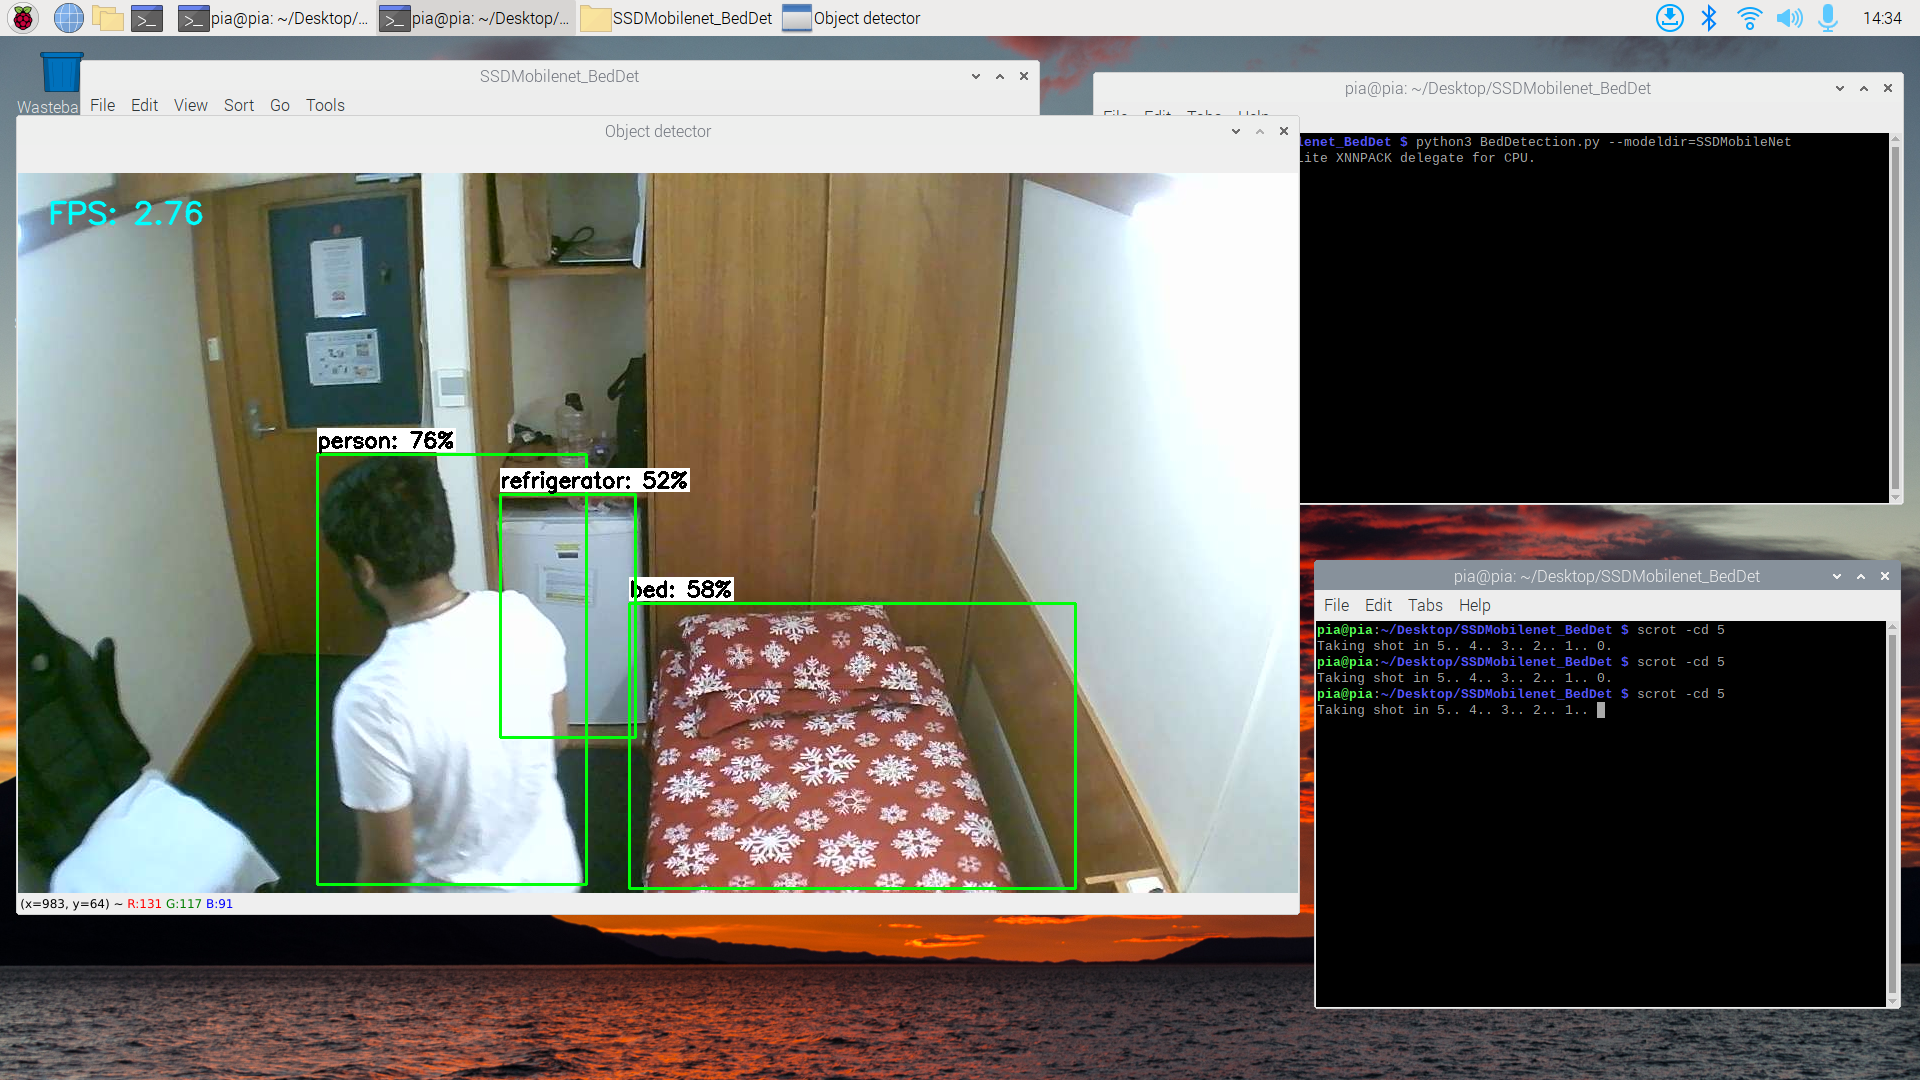 pia@pia: ~/Desktop/...
pia@pia: ~/Desktop/...
SSDMobilenet_BedDet
Object detector
14:34
Wasteba
SSDMobilenet_BedDet
File Edit View Sort Go Tools
pia@pia: ~/Desktop/SSDMobilenet_BedDet
File Edit Tabs Help
lenet_BedDet $ python3 BedDetection.py --modeldir=SSDMobileNet
ite XNNPACK delegate for CPU.
Object detector
FPS: 2.76
person: 76%
refrigerator: 52%
bed: 58%
(x=983, y=64) ~ R:131 G:117 B:91
pia@pia: ~/Desktop/SSDMobilenet_BedDet
File Edit Tabs Help
pia@pia:~/Desktop/SSDMobilenet_BedDet $ scrot -cd 5
Taking shot in 5.. 4.. 3.. 2.. 1.. 0.
pia@pia:~/Desktop/SSDMobilenet_BedDet $ scrot -cd 5
Taking shot in 5.. 4.. 3.. 2.. 1.. 0.
pia@pia:~/Desktop/SSDMobilenet_BedDet $ scrot -cd 5
Taking shot in 5.. 4.. 3.. 2.. 1..